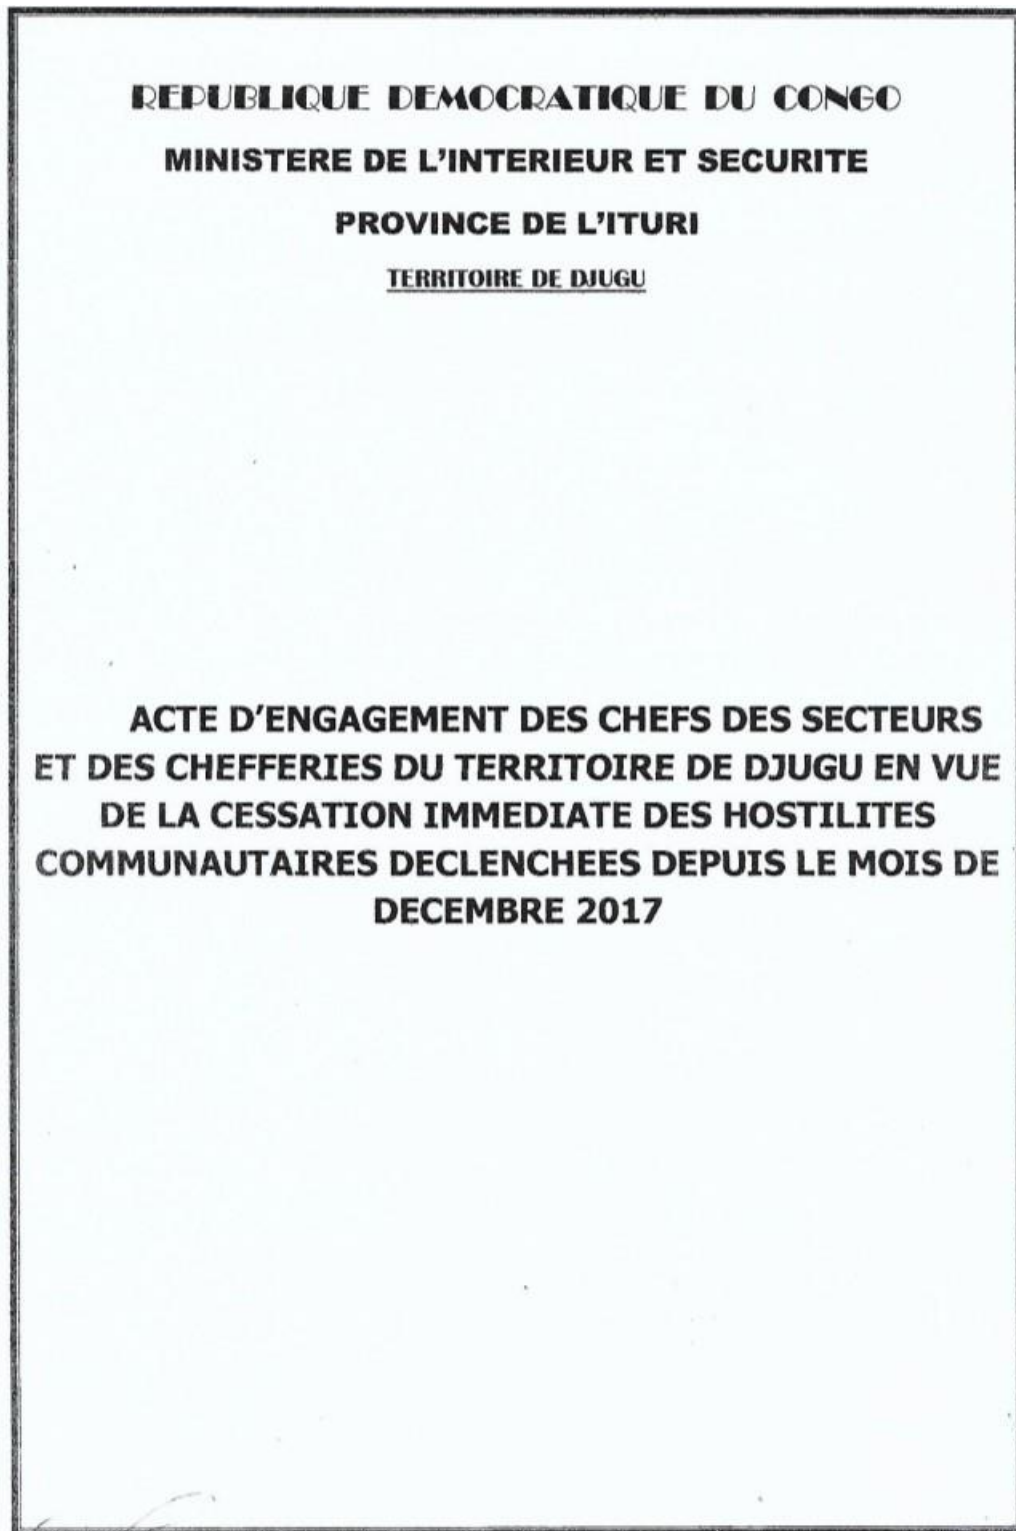 REPUBLIQUE DEMOCRATIQUE DU CONGO
MINISTERE DE L'INTERIEUR ET SECURITE
PROVINCE DE L'ITURI
TERRITOIRE DE DJUGU
ACTE D'ENGAGEMENT DES CHEFS DES SECTEURS
ET DES CHEFFERIES DU TERRITOIRE DE DJUGU EN VUE
DE LA CESSATION IMMEDIATE DES HOSTILITES
COMMUNAUTAIRES DECLENCHEES DEPUIS LE MOIS DE
DECEMBRE 2017